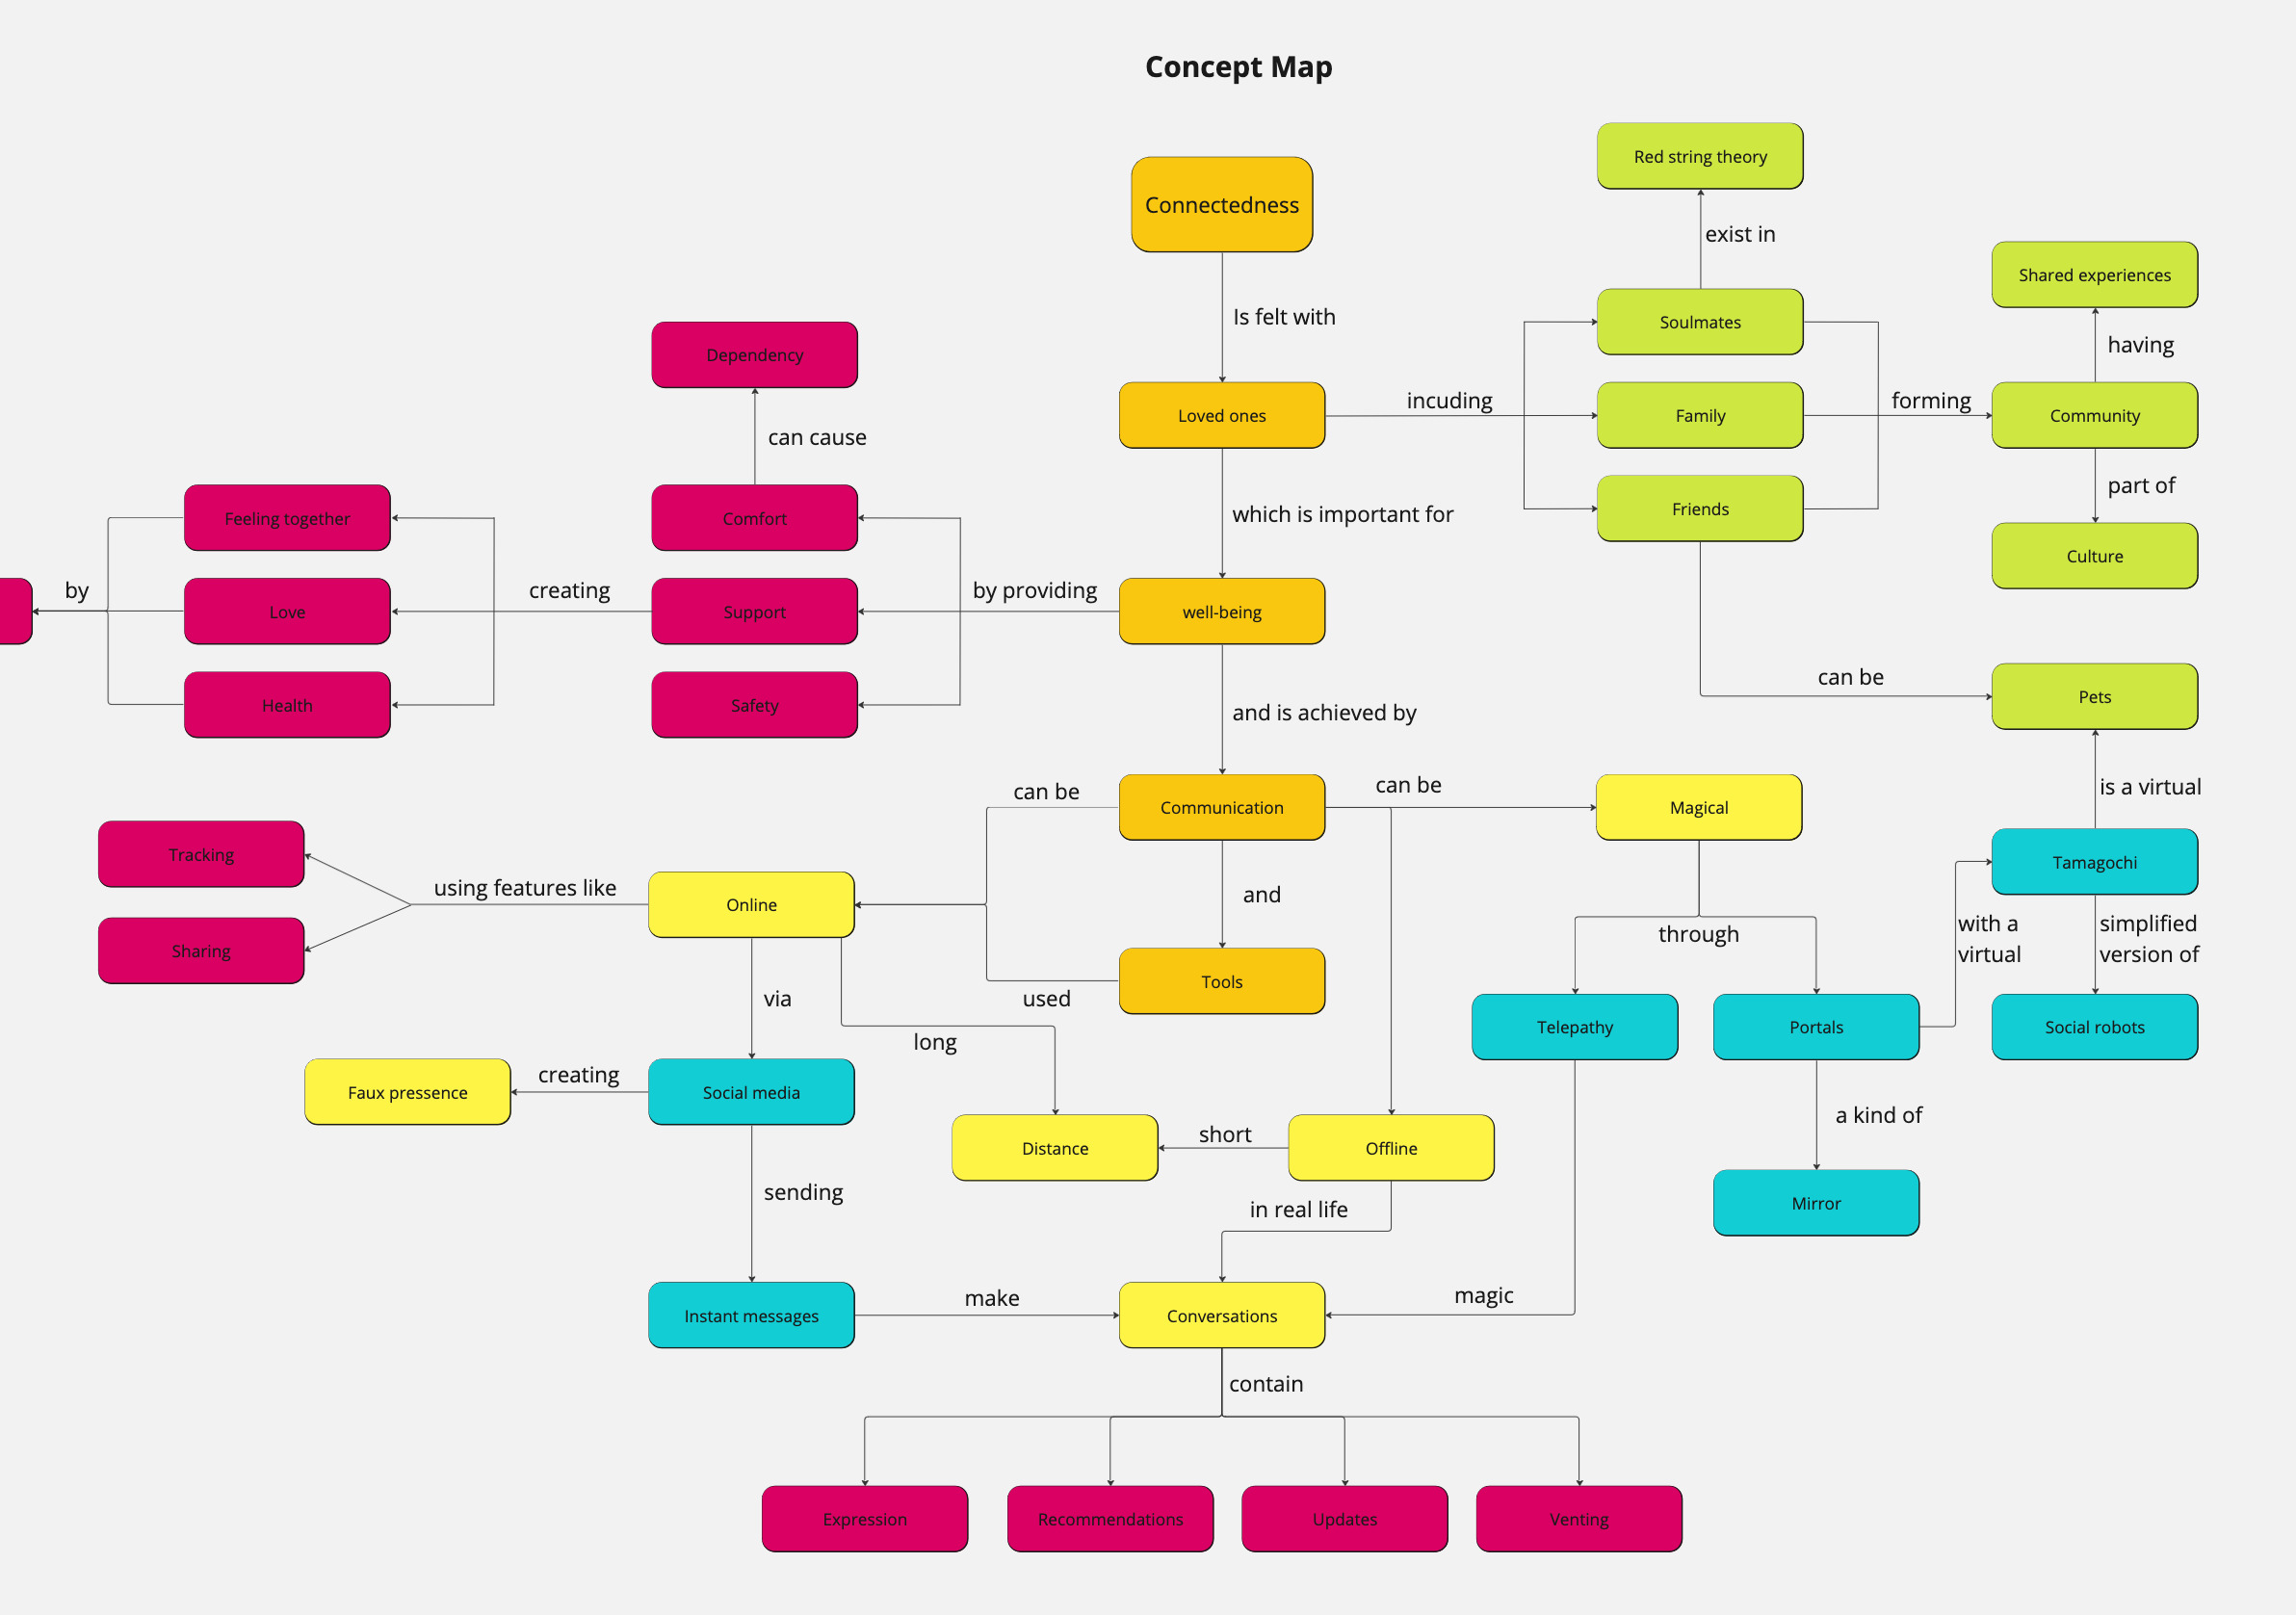 Concept Map
Red string theory
Connectedness
exist in
Shared experiences
Is felt with
Soulmates
having
Dependency
incuding
Loved ones
Family
forming
Community
can cause
part of
Feeling together
Comfort
which is important for
Friends
Culture
by
creating
by providing
Love
Support
well-being
can be
Health
Safety
and is achieved by
Pets
can be
can be
is a virtual
Communication
Magical
Tracking
using features like
Online
and
Tamagochi
Sharing
through
with a
virtual
simplified
version of
via
used
Tools
long
Telepathy
Portals
Social robots
creating
Faux pressence
Social media
a kind of
short
Distance
Offline
sending
in real life
Mirror
make
magic
Instant messages
Conversations
contain
Expression
Recommendations
Updates
Venting